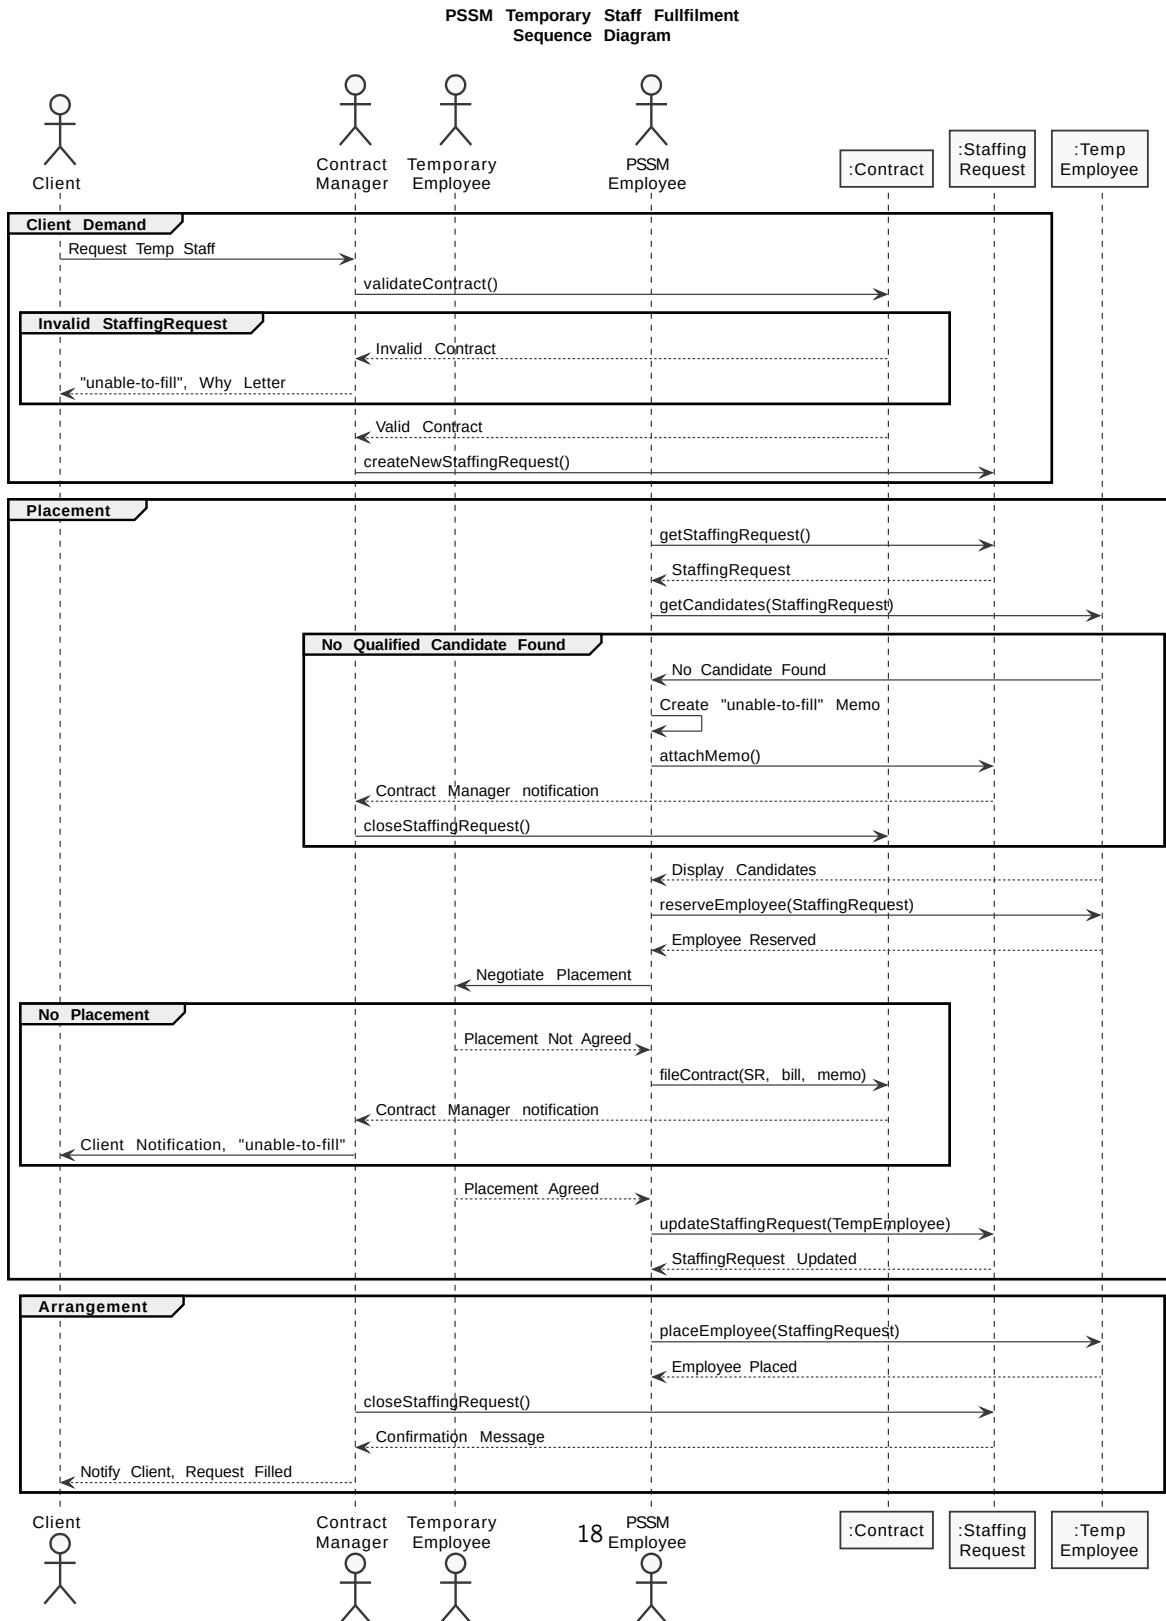 PSSM Temporary Staff Fullfilment
Sequence Diagram
Client
Contract
Manager
Temporary
Employee
PSSM
Employee
:Contract
:Staffing
Request
:Temp
Employee
Client Demand
Request Temp Staff
validateContract()
Invalid StaffingRequest
Invalid Contract
"unable-to-fill", Why Letter
Valid Contract
createNewStaffingRequest()
Placement
getStaffingRequest()
StaffingRequest
getCandidates(StaffingRequest)
No Qualified Candidate Found
No Candidate Found
Create "unable-to-fill" Memo
attachMemo()
Contract Manager notification
closeStaffingRequest()
Display Candidates
reserveEmployee(StaffingRequest)
Employee Reserved
Negotiate Placement
No Placement
Placement Not Agreed
fileContract(SR, bill, memo)
Contract Manager notification
Client Notification, "unable-to-fill"
Placement Agreed
updateStaffingRequest(TempEmployee)
StaffingRequest Updated
Arrangement
placeEmployee(StaffingRequest)
Employee Placed
closeStaffingRequest()
Confirmation Message
Notify Client, Request Filled
Client
Contract
Manager
Temporary
Employee
18
PSSM
Employee
:Contract
:Staffing
Request
:Temp
Employee